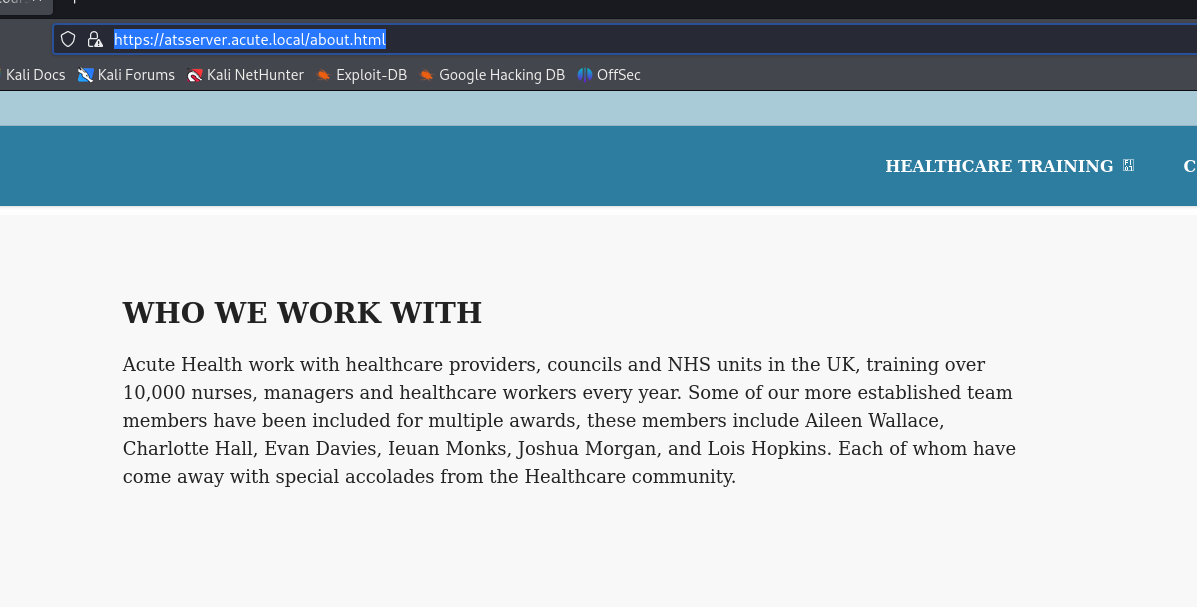 https://atsserver.acute.local/about.html
Kali Docs Kali Forums Kali NetHunter Exploit-DB Google Hacking DB OffSec
HEALTHCARE TRAINING C
WHO WE WORK WITH
Acute Health work with healthcare providers, councils and NHS units in the UK, training over
10,000 nurses, managers and healthcare workers every year. Some of our more established team
members have been included for multiple awards, these members include Aileen Wallace,
Charlotte Hall, Evan Davies, Ieuan Monks, Joshua Morgan, and Lois Hopkins. Each of whom have
come away with special accolades from the Healthcare community.